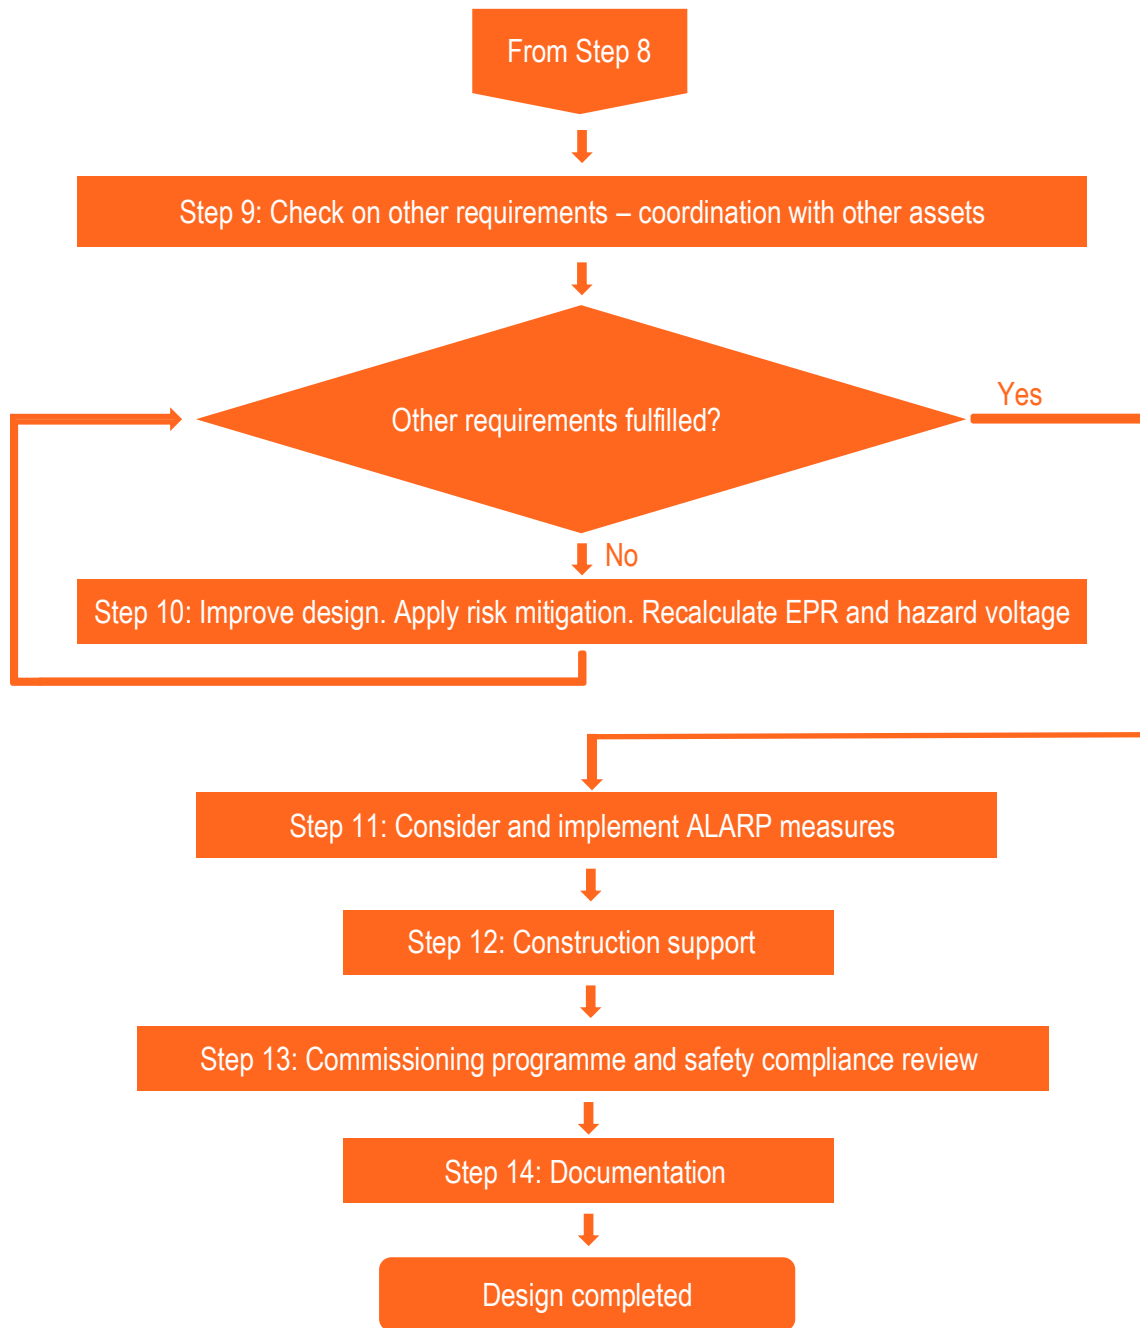 From Step 8
Step 9: Check on other requirements – coordination with other assets
Other requirements fulfilled?
Yes
No
Step 10: Improve design. Apply risk mitigation. Recalculate EPR and hazard voltage
Step 11: Consider and implement ALARP measures
Step 12: Construction support
Step 13: Commissioning programme and safety compliance review
Step 14: Documentation
Design completed